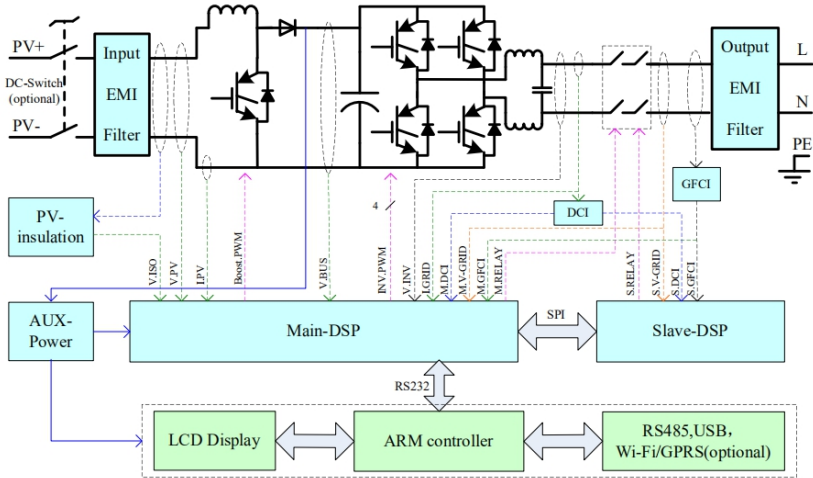 PV+
DC-Switch
(optional)
PV-
Input
EMI
Filter
Output
EMI
Filter
L
N
PE
GFCI
DCI
4
PV-
insulation
V.ISO
V.PV
I.PV
Boost.PWM
V.BUS
INV.PWM
V.INV
I.GRID
M.DCI
M.V-GRID
M.GFCI
M.RELAY
S.RELAY
S.V-GRID
S.DCI
S.GFCI
AUX-
Power
Main-DSP
SPI
Slave-DSP
RS232
LCD Display
ARM controller
RS485,USB,
Wi-Fi/GPRS(optional)